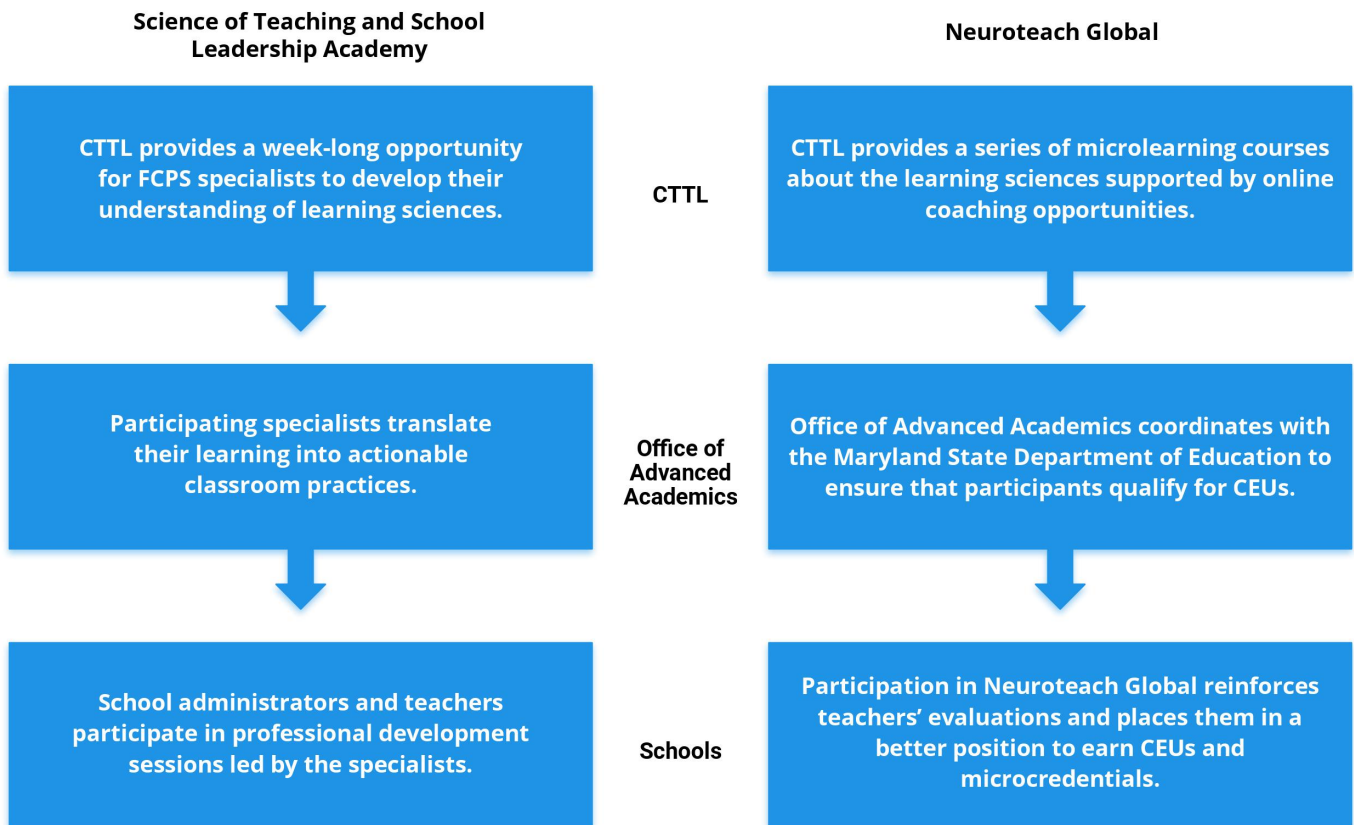 Science of Teaching and School
Leadership Academy
Neuroteach Global
CTTL provides a week-long opportunity
for FCPS specialists to develop their
understanding of learning sciences.
CTTL
CTTL provides a series of microlearning courses
about the learning sciences supported by online
coaching opportunities.
Participating specialists translate
their learning into actionable
classroom practices.
Office of
Advanced
Academics
Office of Advanced Academics coordinates with
the Maryland State Department of Education to
ensure that participants qualify for CEUs.
School administrators and teachers
participate in professional development
sessions led by the specialists.
Schools
Participation in Neuroteach Global reinforces
teachers’ evaluations and places them in a
better position to earn CEUs and
microcredentials.